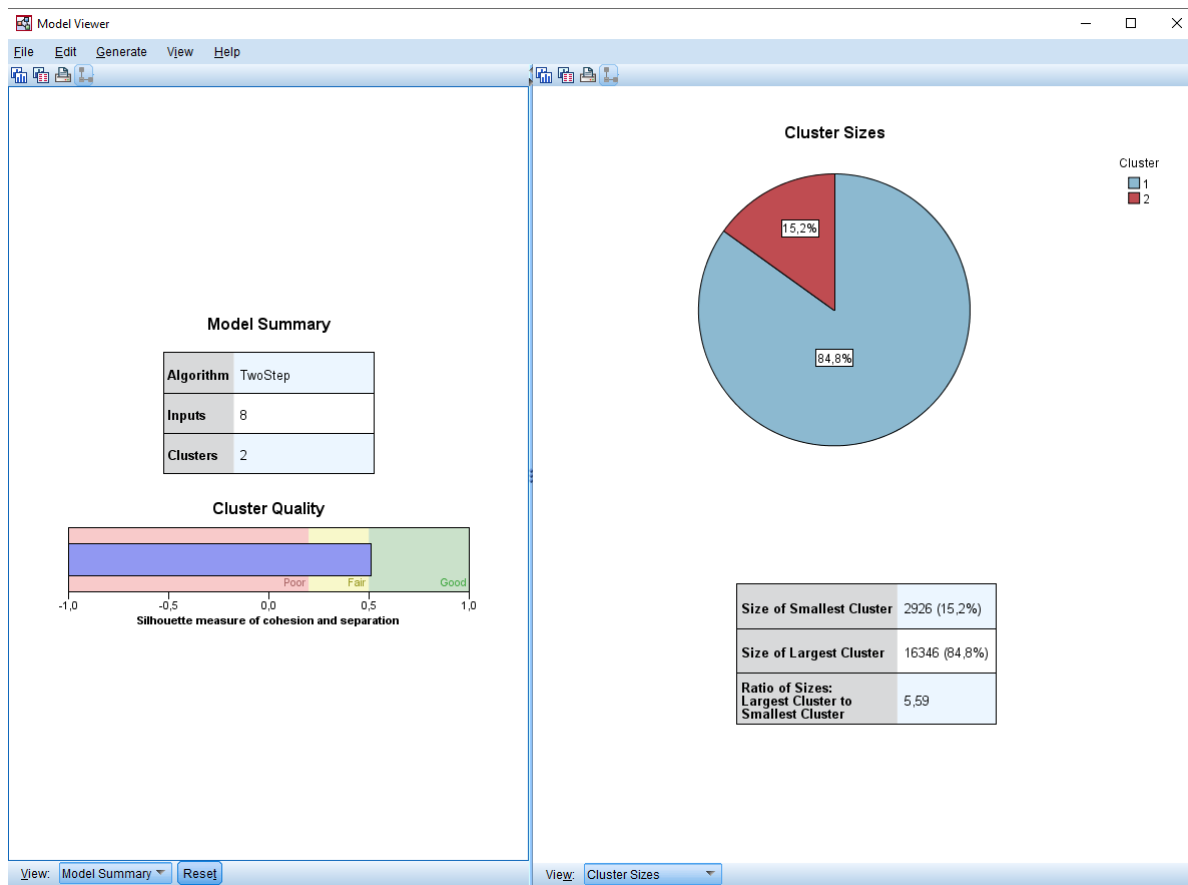 Model Viewer
File Edit Generate View Help
Model Summary
Algorithm TwoStep
Inputs 8
Clusters 2
Cluster Quality
Poor Fair Good
-1,0 -0,5 0,0 0,5 1,0
Silhouette measure of cohesion and separation
View: Model Summary Reset
Cluster Sizes
Cluster
1
2
15,2%
84,8%
Size of Smallest Cluster 2926 (15,2%)
Size of Largest Cluster 16346 (84,8%)
Ratio of Sizes:
Largest Cluster to
Smallest Cluster 5,59
View: Cluster Sizes